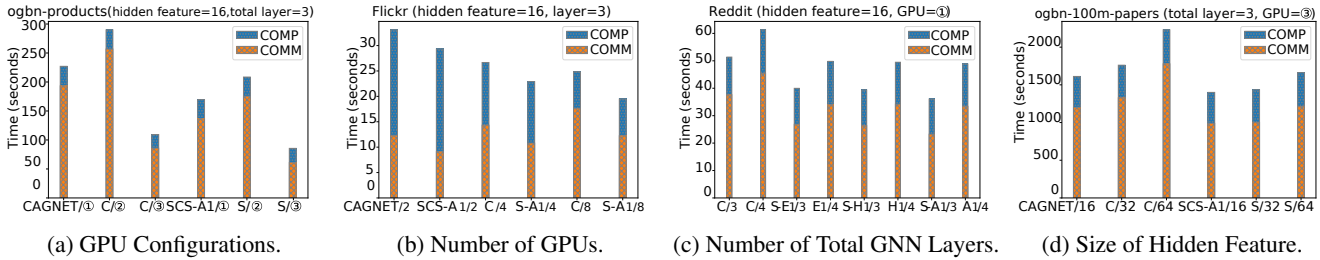 ogbn-products(hidden feature=16,total layer=3)
300
250
200
150
100
50
0
Time (seconds)
COMP
COMM
CAGNET/① C/② C/③ SCS-A1/① S/② S/③
(a) GPU Configurations.
Flickr (hidden feature=16, layer=3)
30
25
20
15
10
5
0
Time (seconds)
COMP
COMM
CAGNET/2 SCS-A1/2 C/4 S-A1/4 C/8 S-A1/8
(b) Number of GPUs.
Reddit (hidden feature=16, GPU=①)
60
50
40
30
20
10
0
Time (seconds)
COMP
COMM
C/3 C/4 S-E1/3 E1/4 S-H1/3 H1/4 S-A1/3 A1/4
(c) Number of Total GNN Layers.
ogbn-100m-papers (total layer=3, GPU=③)
2000
1500
1000
500
0
Time (seconds)
COMP
COMM
CAGNET/16 C/32 C/64 SCS-A1/16 S/32 S/64
(d) Size of Hidden Feature.